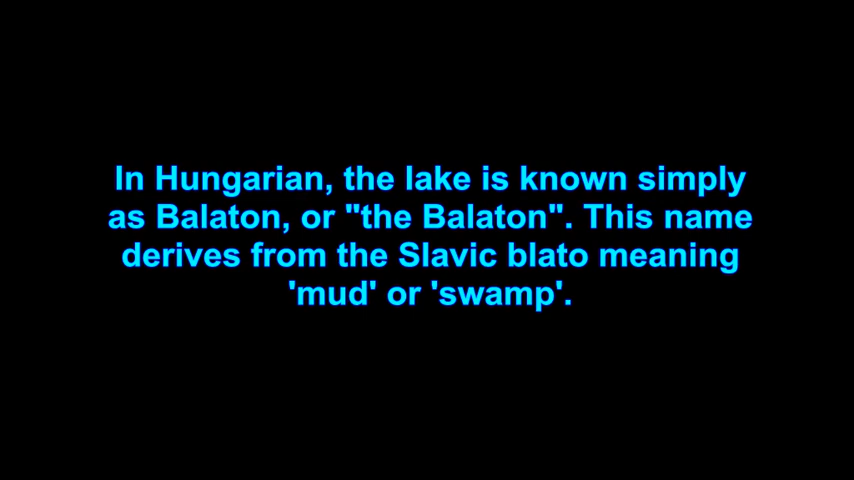 In Hungarian, the lake is known simply
as Balaton, or "the Balaton". This name
derives from the Slavic blato meaning
'mud' or 'swamp'.